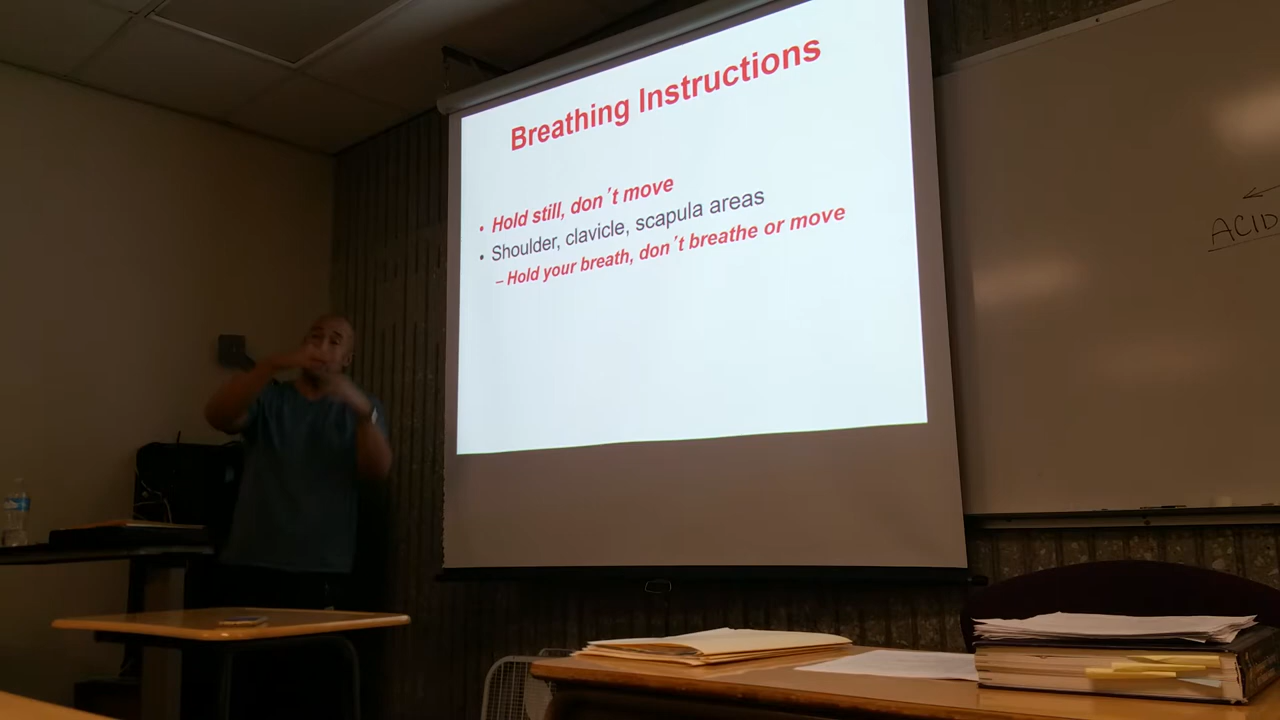 Breathing Instructions
• Hold still, don´t move
• Shoulder, clavicle, scapula areas
– Hold your breath, don´t breathe or move
ACID